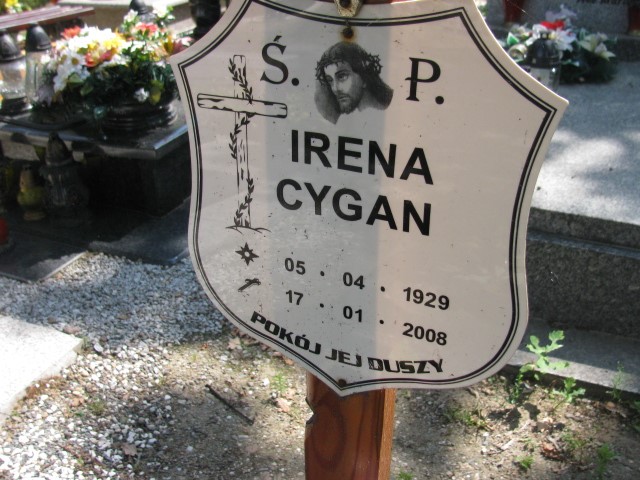 Ś. P.
IRENA
CYGAN
05 · 04 · 1929
17 · 01 · 2008
POKÓJ JEJ DUSZY